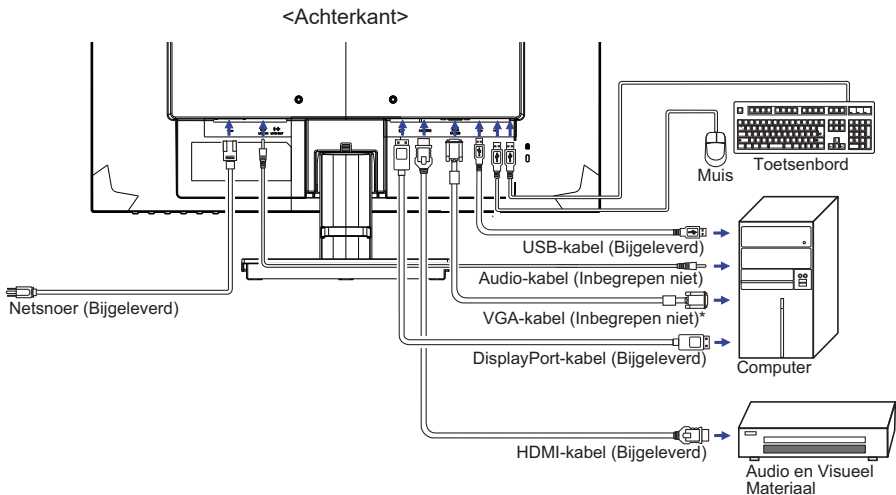 <Achterkant>
Muis
Toetsenbord
USB-kabel (Bijgeleverd)
Audio-kabel (Inbegrepen niet)
Netsnoer (Bijgeleverd)
VGA-kabel (Inbegrepen niet)*
DisplayPort-kabel (Bijgeleverd)
Computer
HDMI-kabel (Bijgeleverd)
Audio en Visueel
Materiaal